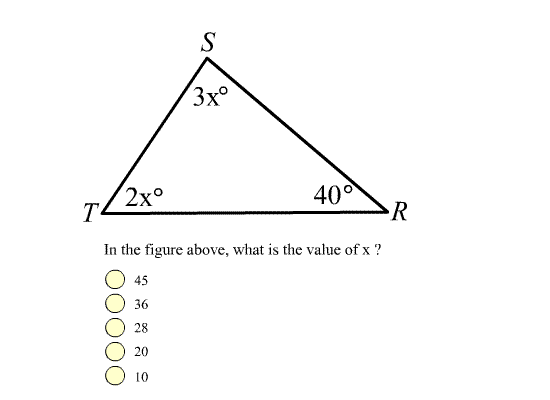 S
3x°
2x°
40°
T
R
In the figure above, what is the value of x ?
45
36
28
20
10